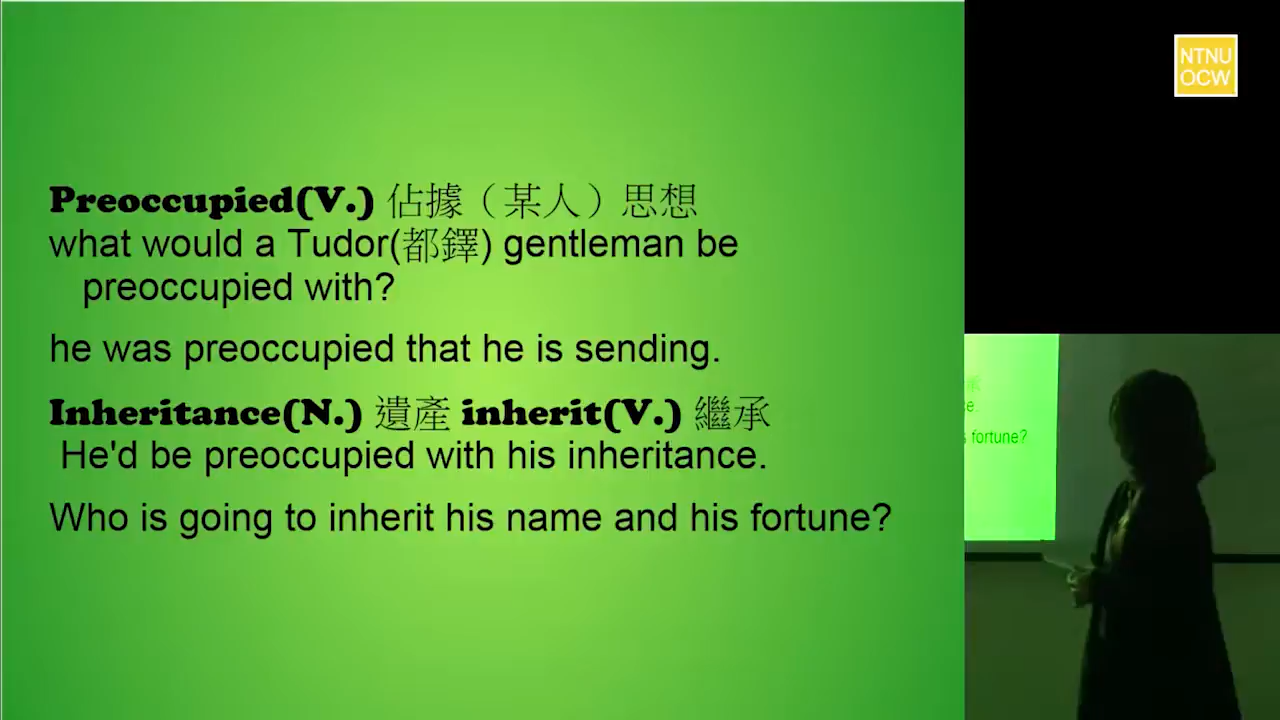 Preoccupied(V.) 佔據（某人）思想
what would a Tudor(都鐸) gentleman be
preoccupied with?
he was preoccupied that he is sending.
Inheritance(N.) 遺產 inherit(V.) 繼承
He'd be preoccupied with his inheritance.
Who is going to inherit his name and his fortune?
NTNU
OCW
fortune?